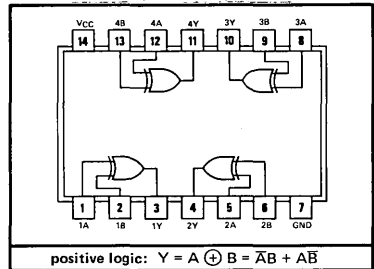 VCC 4B 4A 4Y 3Y 3B 3A
14 13 12 11 10 9 8
1 2 3 4 5 6 7
1A 1B 1Y 2Y 2A 2B GND
positive logic: Y = A ⊕ B = A̅B + AB̅